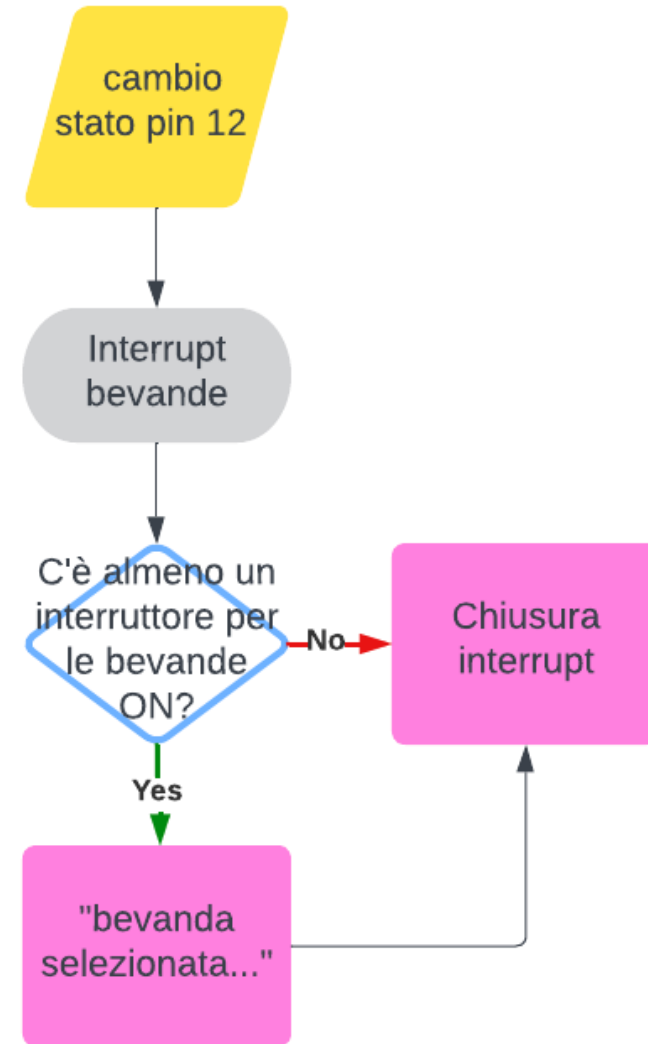 cambio
stato pin 12
Interrupt
bevande
C'è almeno un
interruttore per
le bevande
ON?
No
Chiusura
interrupt
Yes
"bevanda
selezionata..."